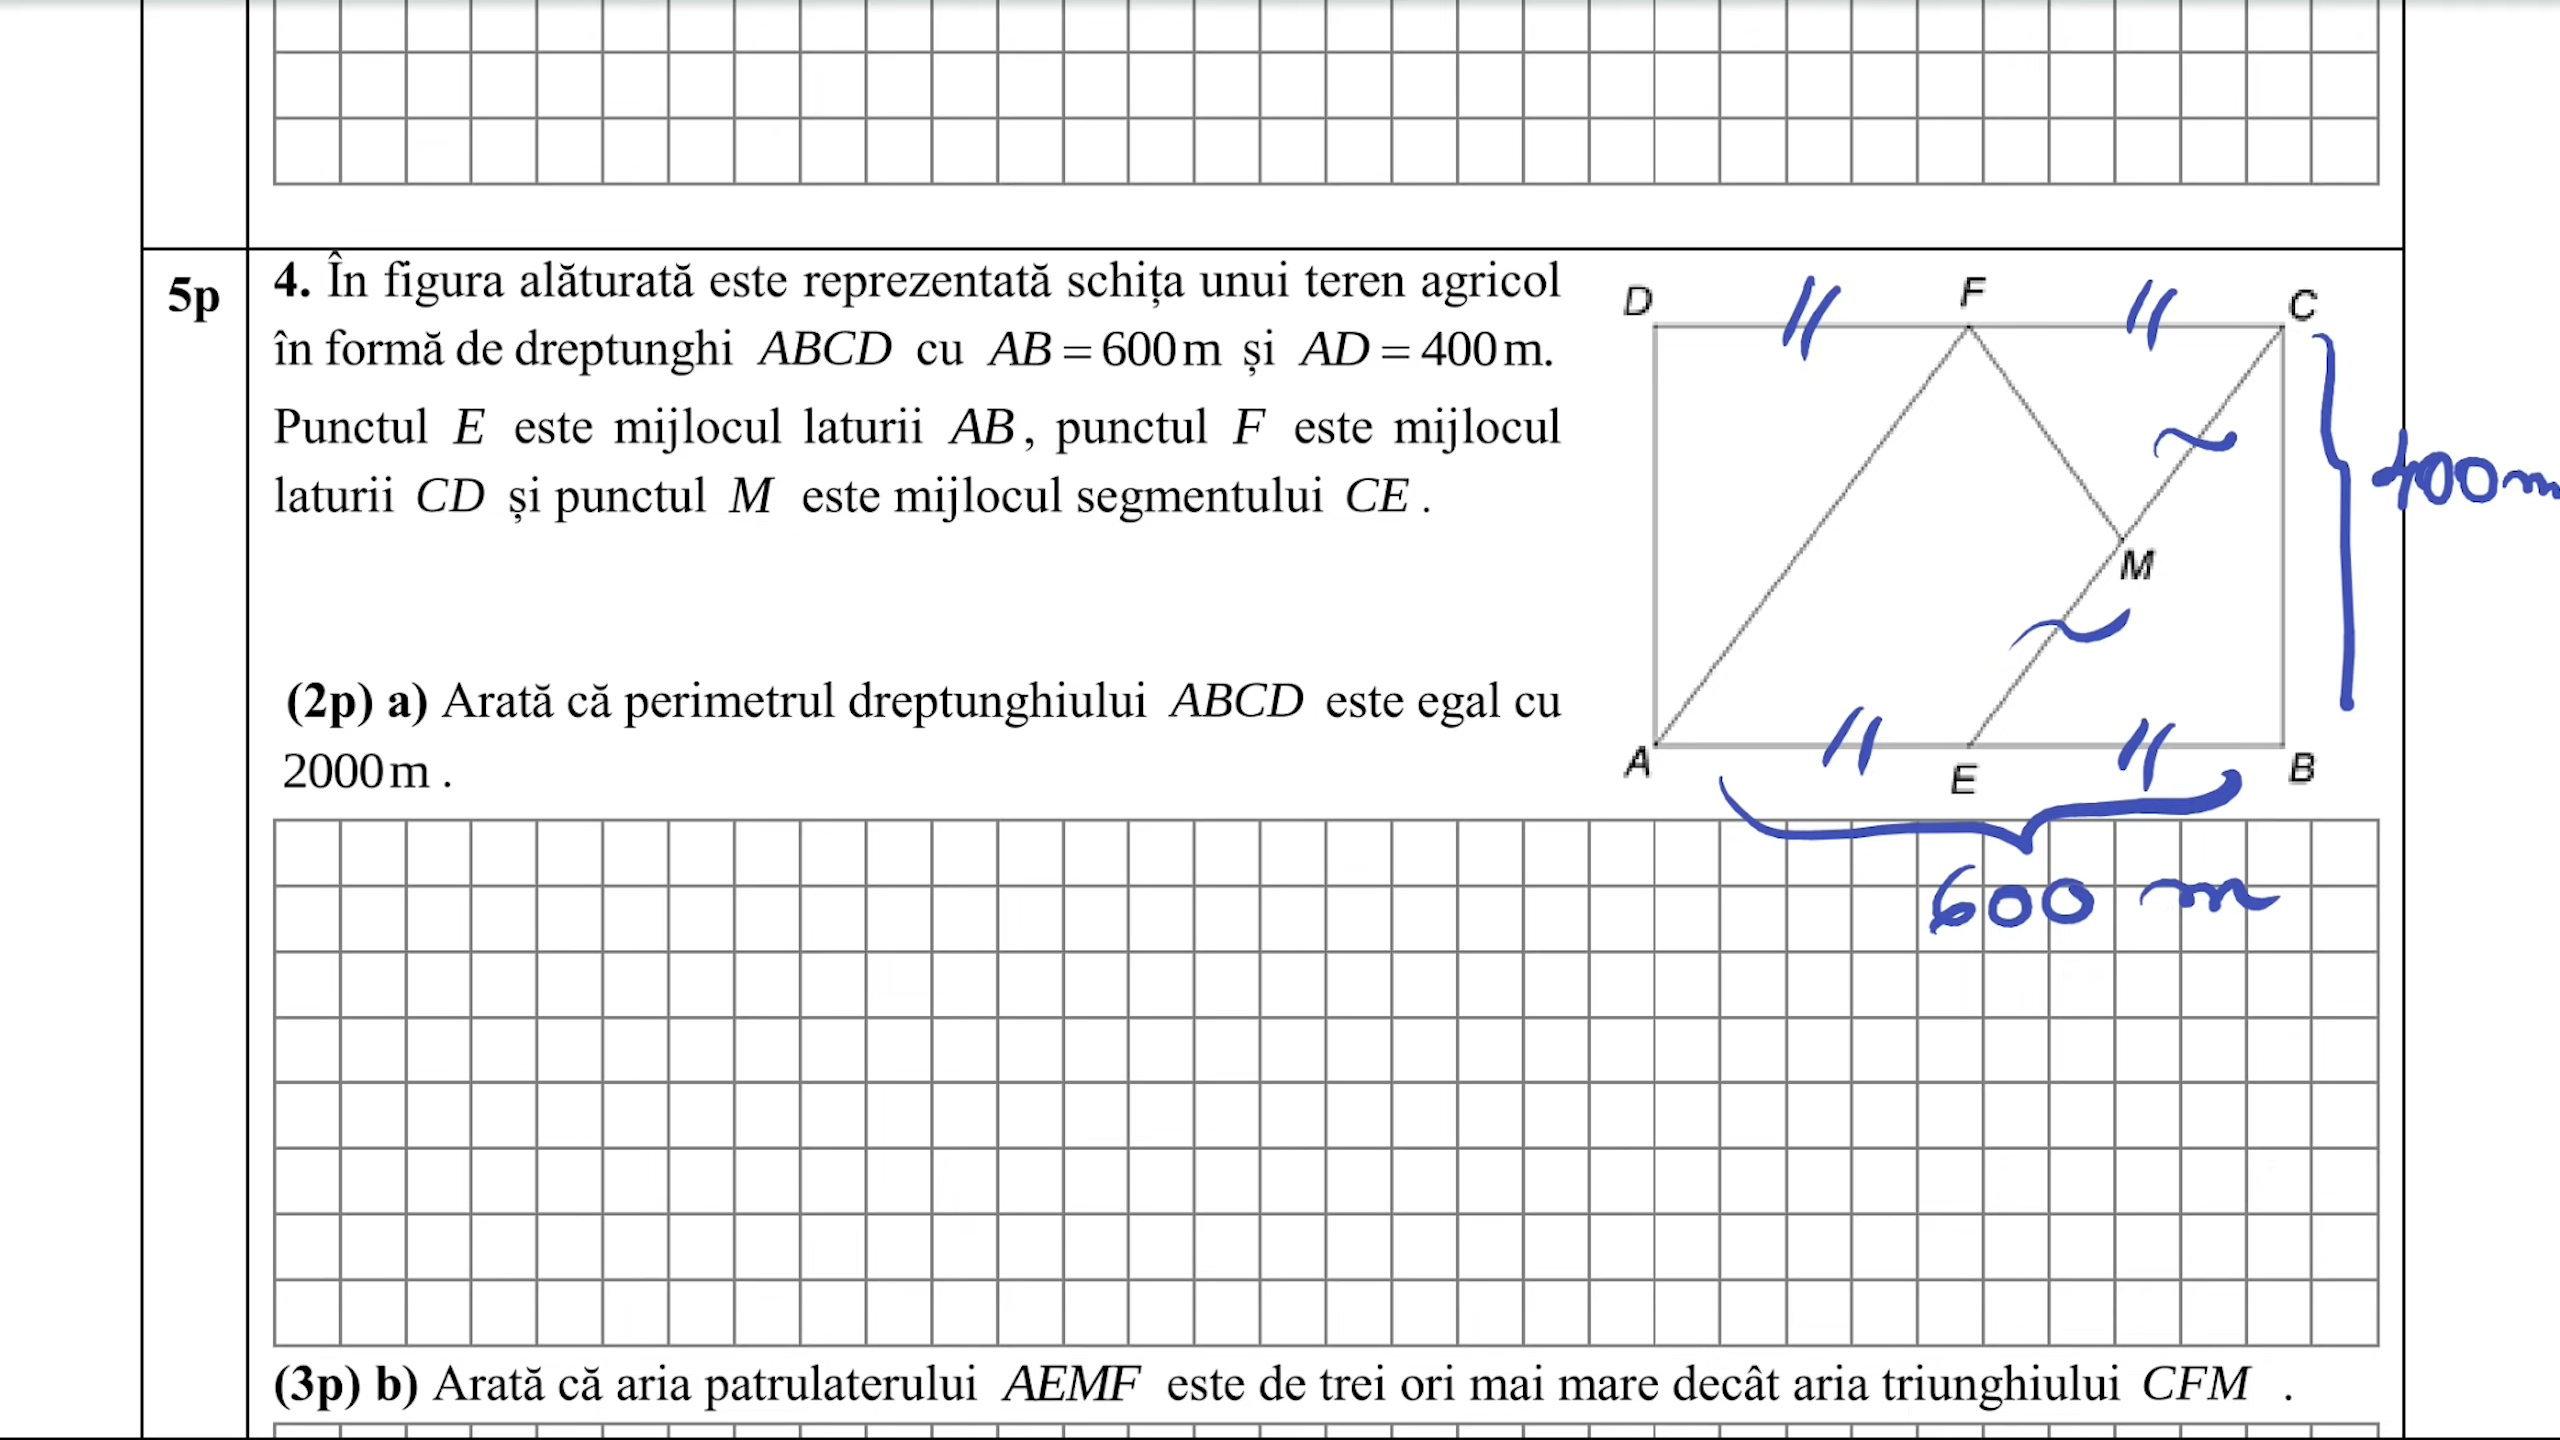 5p
4. În figura alăturată este reprezentată schița unui teren agricol
în formă de dreptunghi ABCD cu AB = 600 m și AD = 400 m.
Punctul E este mijlocul laturii AB, punctul F este mijlocul
laturii CD și punctul M este mijlocul segmentului CE.
D F C
400 m
M
A E B
600 m
(2p) a) Arată că perimetrul dreptunghiului ABCD este egal cu
2000 m.
(3p) b) Arată că aria patrulaterului AEMF este de trei ori mai mare decât aria triunghiului CFM .